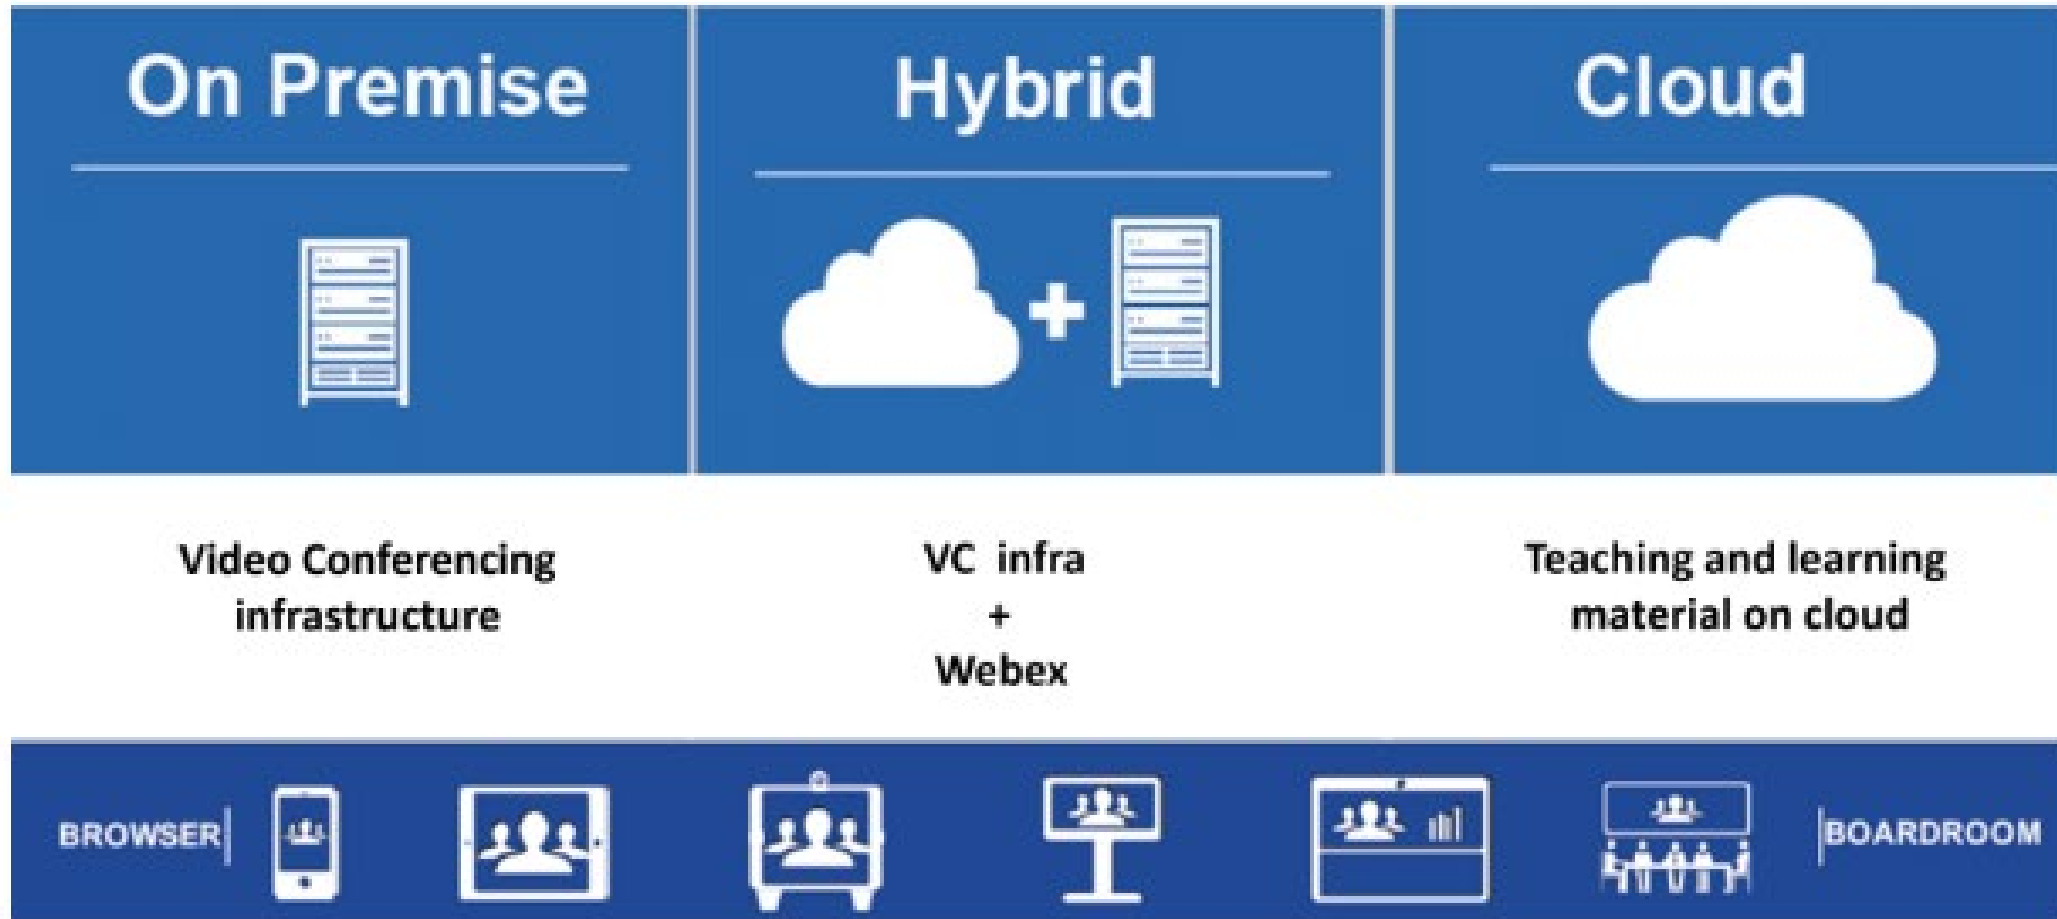 On Premise
Hybrid
Cloud
Video Conferencing
infrastructure
VC infra
+
Webex
Teaching and learning
material on cloud
BROWSER
BOARDROOM